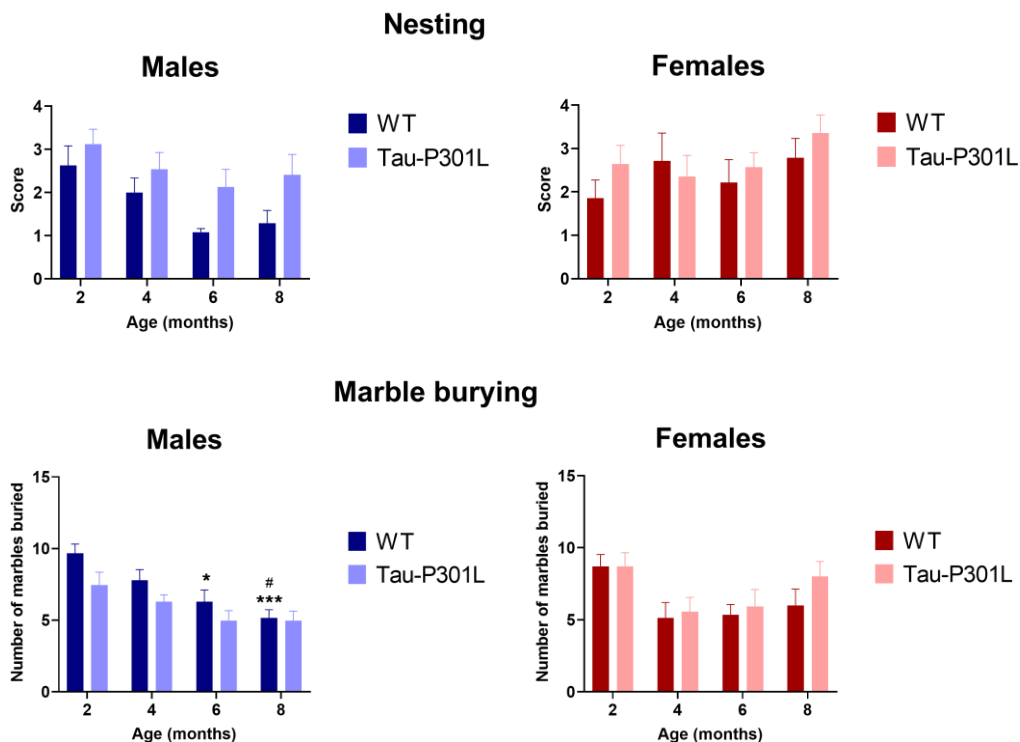 Nesting
Males
Score
4
3
2
1
0
2 4 6 8
Age (months)
WT
Tau-P301L
Females
Score
4
3
2
1
0
2 4 6 8
Age (months)
WT
Tau-P301L
Marble burying
Males
Number of marbles buried
15
10
5
0
*
#
***
2 4 6 8
Age (months)
WT
Tau-P301L
Females
Number of marbles buried
15
10
5
0
2 4 6 8
Age (months)
WT
Tau-P301L